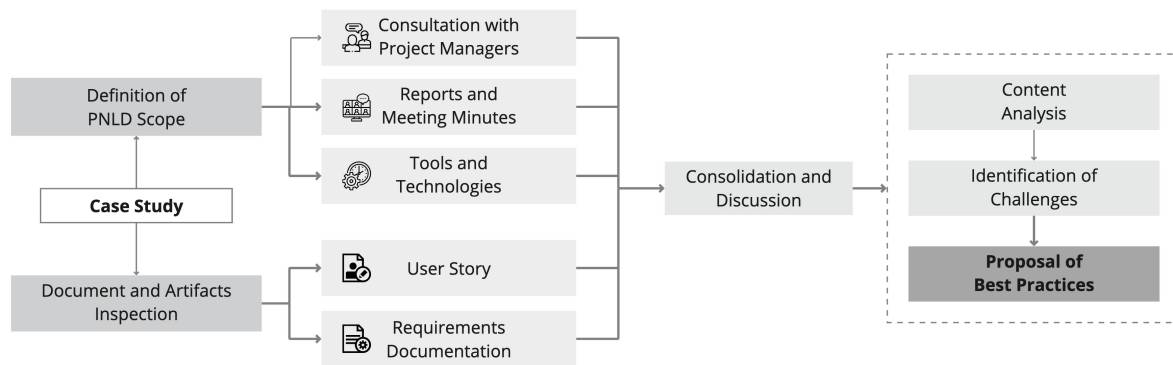 Consultation with
Project Managers
Definition of
PNLD Scope
Reports and
Meeting Minutes
Tools and
Technologies
Case Study
Document and Artifacts
Inspection
User Story
Requirements
Documentation
Consolidation and
Discussion
Content
Analysis
Identification of
Challenges
Proposal of
Best Practices